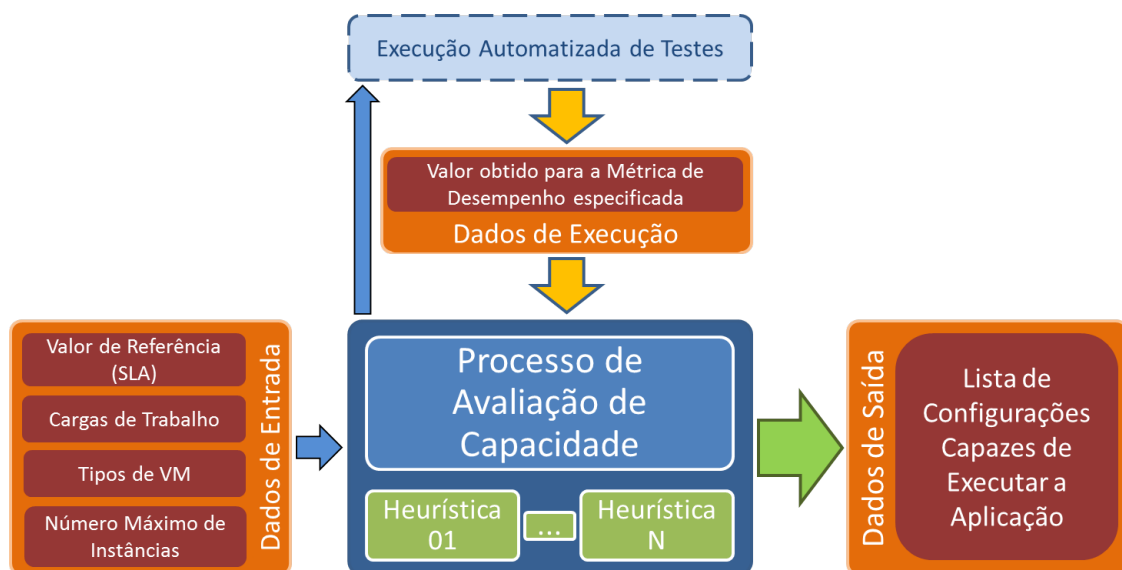 Execução Automatizada de Testes
Valor obtido para a Métrica de
Desempenho especificada
Dados de Execução
Valor de Referência
(SLA)
Cargas de Trabalho
Tipos de VM
Número Máximo de
Instâncias
Dados de Entrada
Processo de
Avaliação de
Capacidade
Heurística
01
...
Heurística
N
Dados de Saída
Lista de
Configurações
Capazes de
Executar a
Aplicação